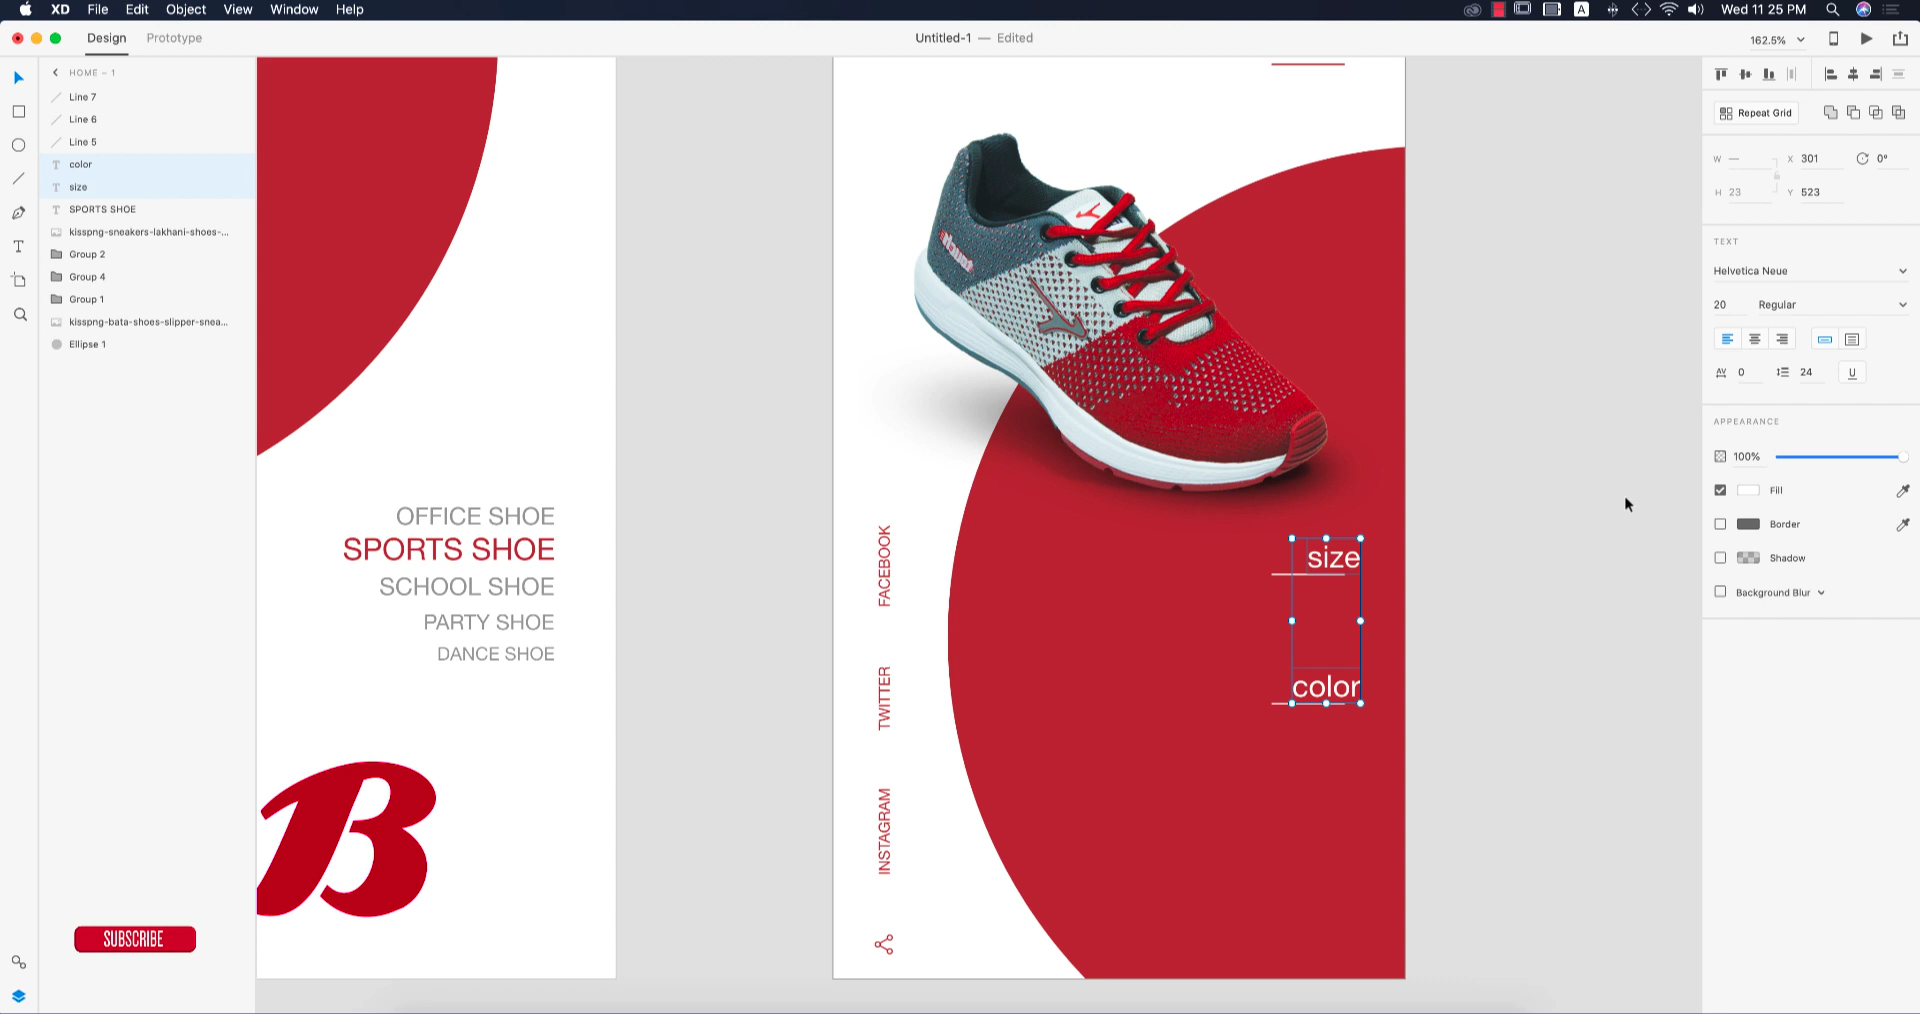 XD File Edit Object View Window Help
A
Wed 11 25 PM
Design
Prototype
Untitled-1 — Edited
162.5%
HOME – 1
Line 7
Line 6
Line 5
color
size
SPORTS SHOE
kisspng-sneakers-lakhani-shoes-...
Group 2
Group 4
Group 1
kisspng-bata-shoes-slipper-snea...
Ellipse 1
SUBSCRIBE
OFFICE SHOE
SPORTS SHOE
SCHOOL SHOE
PARTY SHOE
DANCE SHOE
B
FACEBOOK
TWITTER
INSTAGRAM
size
color
Repeat Grid
W — X 301 0°
H 23 Y 523
TEXT
Helvetica Neue
20 Regular
AV 0 24 U
APPEARANCE
100%
Fill
Border
Shadow
Background Blur